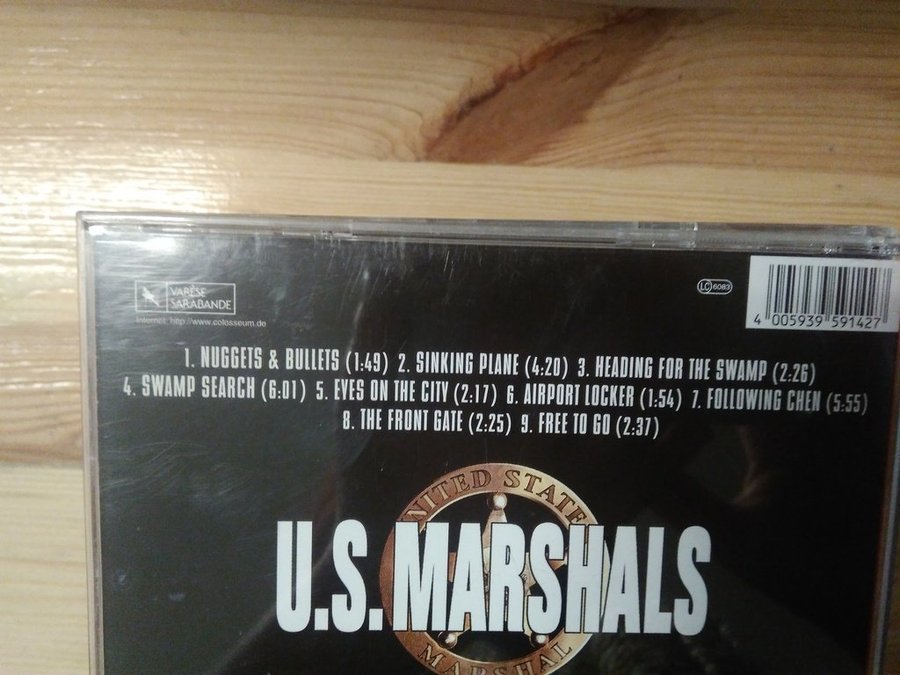 VARÈSE
SARABANDE
Internet: http://www.colosseum.de
LC 6083
4 005939 591427
1. NUGGETS & BULLETS (1:49) 2. SINKING PLANE (4:20) 3. HEADING FOR THE SWAMP (2:26)
4. SWAMP SEARCH (6:01) 5. EYES ON THE CITY (2:17) 6. AIRPORT LOCKER (1:54) 7. FOLLOWING CHEN (5:55)
8. THE FRONT GATE (2:25) 9. FREE TO GO (2:37)
UNITED STATES
U.S. MARSHALS
MARSHAL